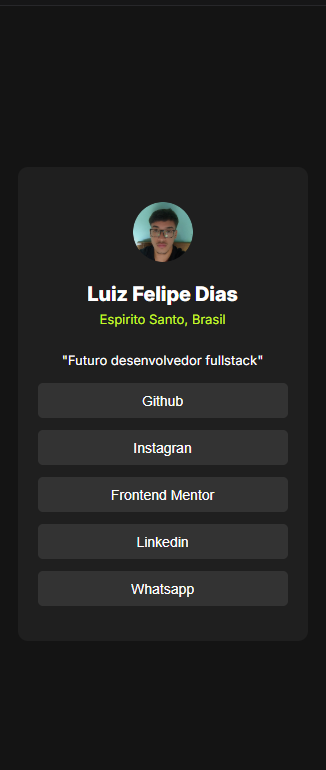 Luiz Felipe Dias
Espirito Santo, Brasil
"Futuro desenvolvedor fullstack"
Github
Instagran
Frontend Mentor
Linkedin
Whatsapp